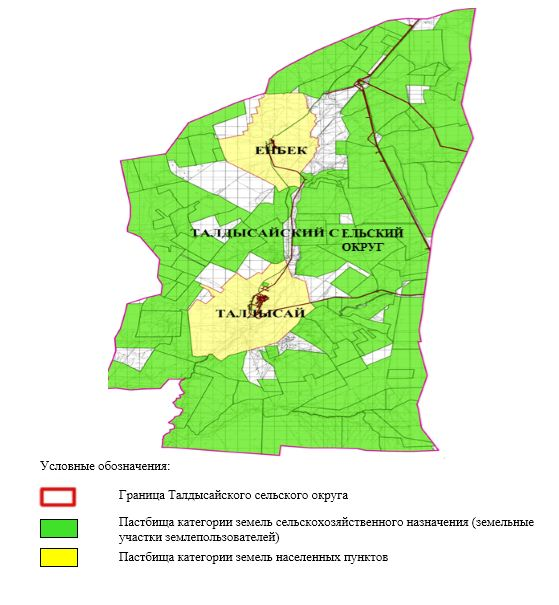 ЕНБЕК
ТАЛДЫСАЙСКИЙ СЕЛЬСКИЙ
ОКРУГ
ТАЛДЫСАЙ
Условные обозначения:
Граница Талдысайского сельского округа
Пастбища категории земель сельскохозяйственного назначения (земельные
участки землепользователей)
Пастбища категории земель населенных пунктов